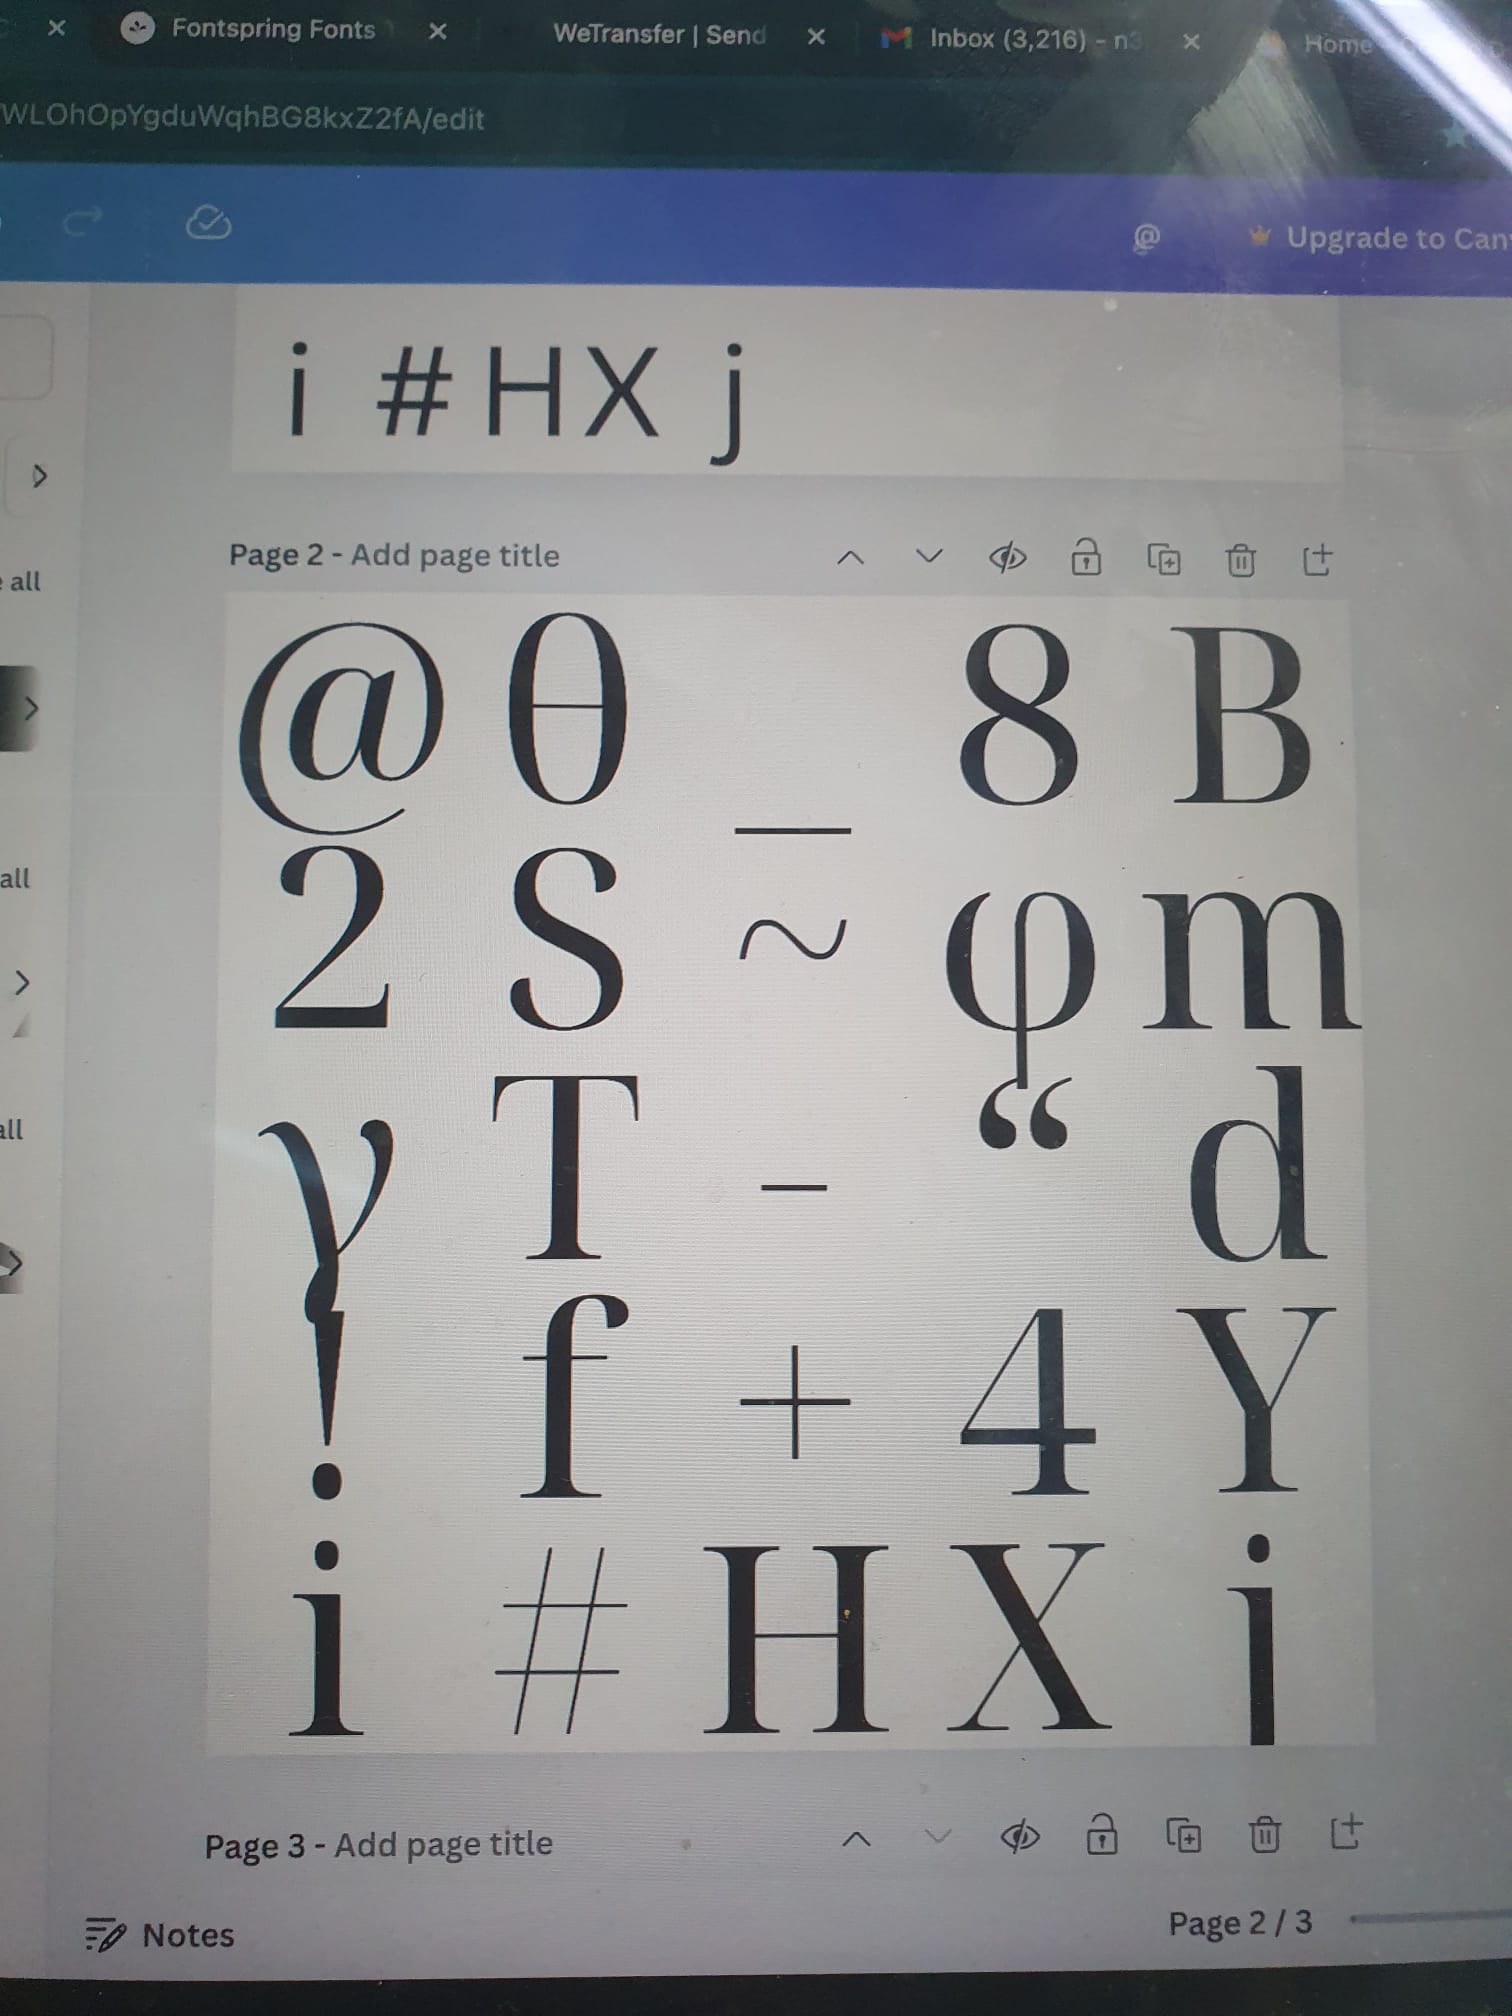 Fontspring Fonts
WeTransfer | Send
Inbox (3,216) - n3
Home
WLOhOpYgduWqhBG8kxZ2fA/edit
@
Upgrade to Can
i # H X j
Page 2 - Add page title
all
all
all
@ θ _ 8 B
2 S ~ φ m
γ T - “ d
! f + 4 Y
i # H X j
Page 3 - Add page title
Notes
Page 2 / 3